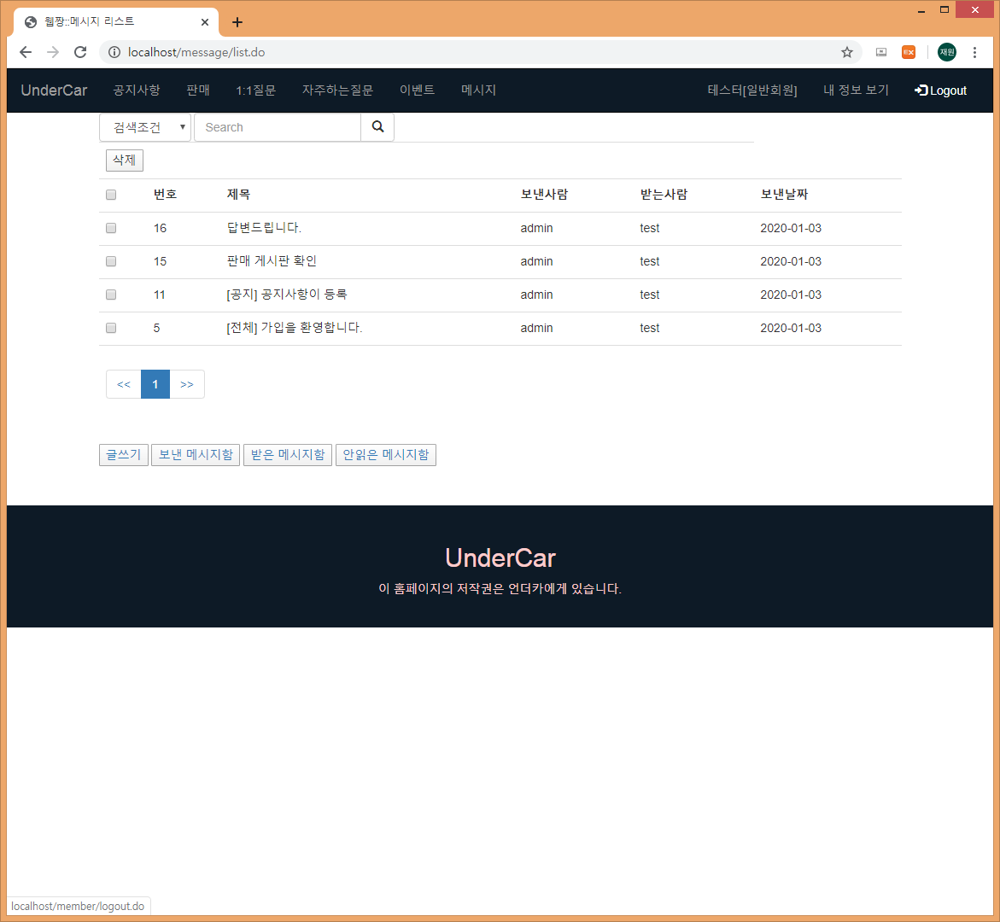 웹짱::메시지 리스트
localhost/message/list.do
재원
UnderCar 공지사항 판매 1:1질문 자주하는질문 이벤트 메시지 테스터[일반회원] 내 정보 보기 Logout
검색조건 Search
삭제
번호 제목 보낸사람 받는사람 보낸날짜
16 답변드립니다. admin test 2020-01-03
15 판매 게시판 확인 admin test 2020-01-03
11 [공지] 공지사항이 등록 admin test 2020-01-03
5 [전체] 가입을 환영합니다. admin test 2020-01-03
<< 1 >>
글쓰기 보낸 메시지함 받은 메시지함 안읽은 메시지함
UnderCar
이 홈페이지의 저작권은 언더카에게 있습니다.
localhost/member/logout.do